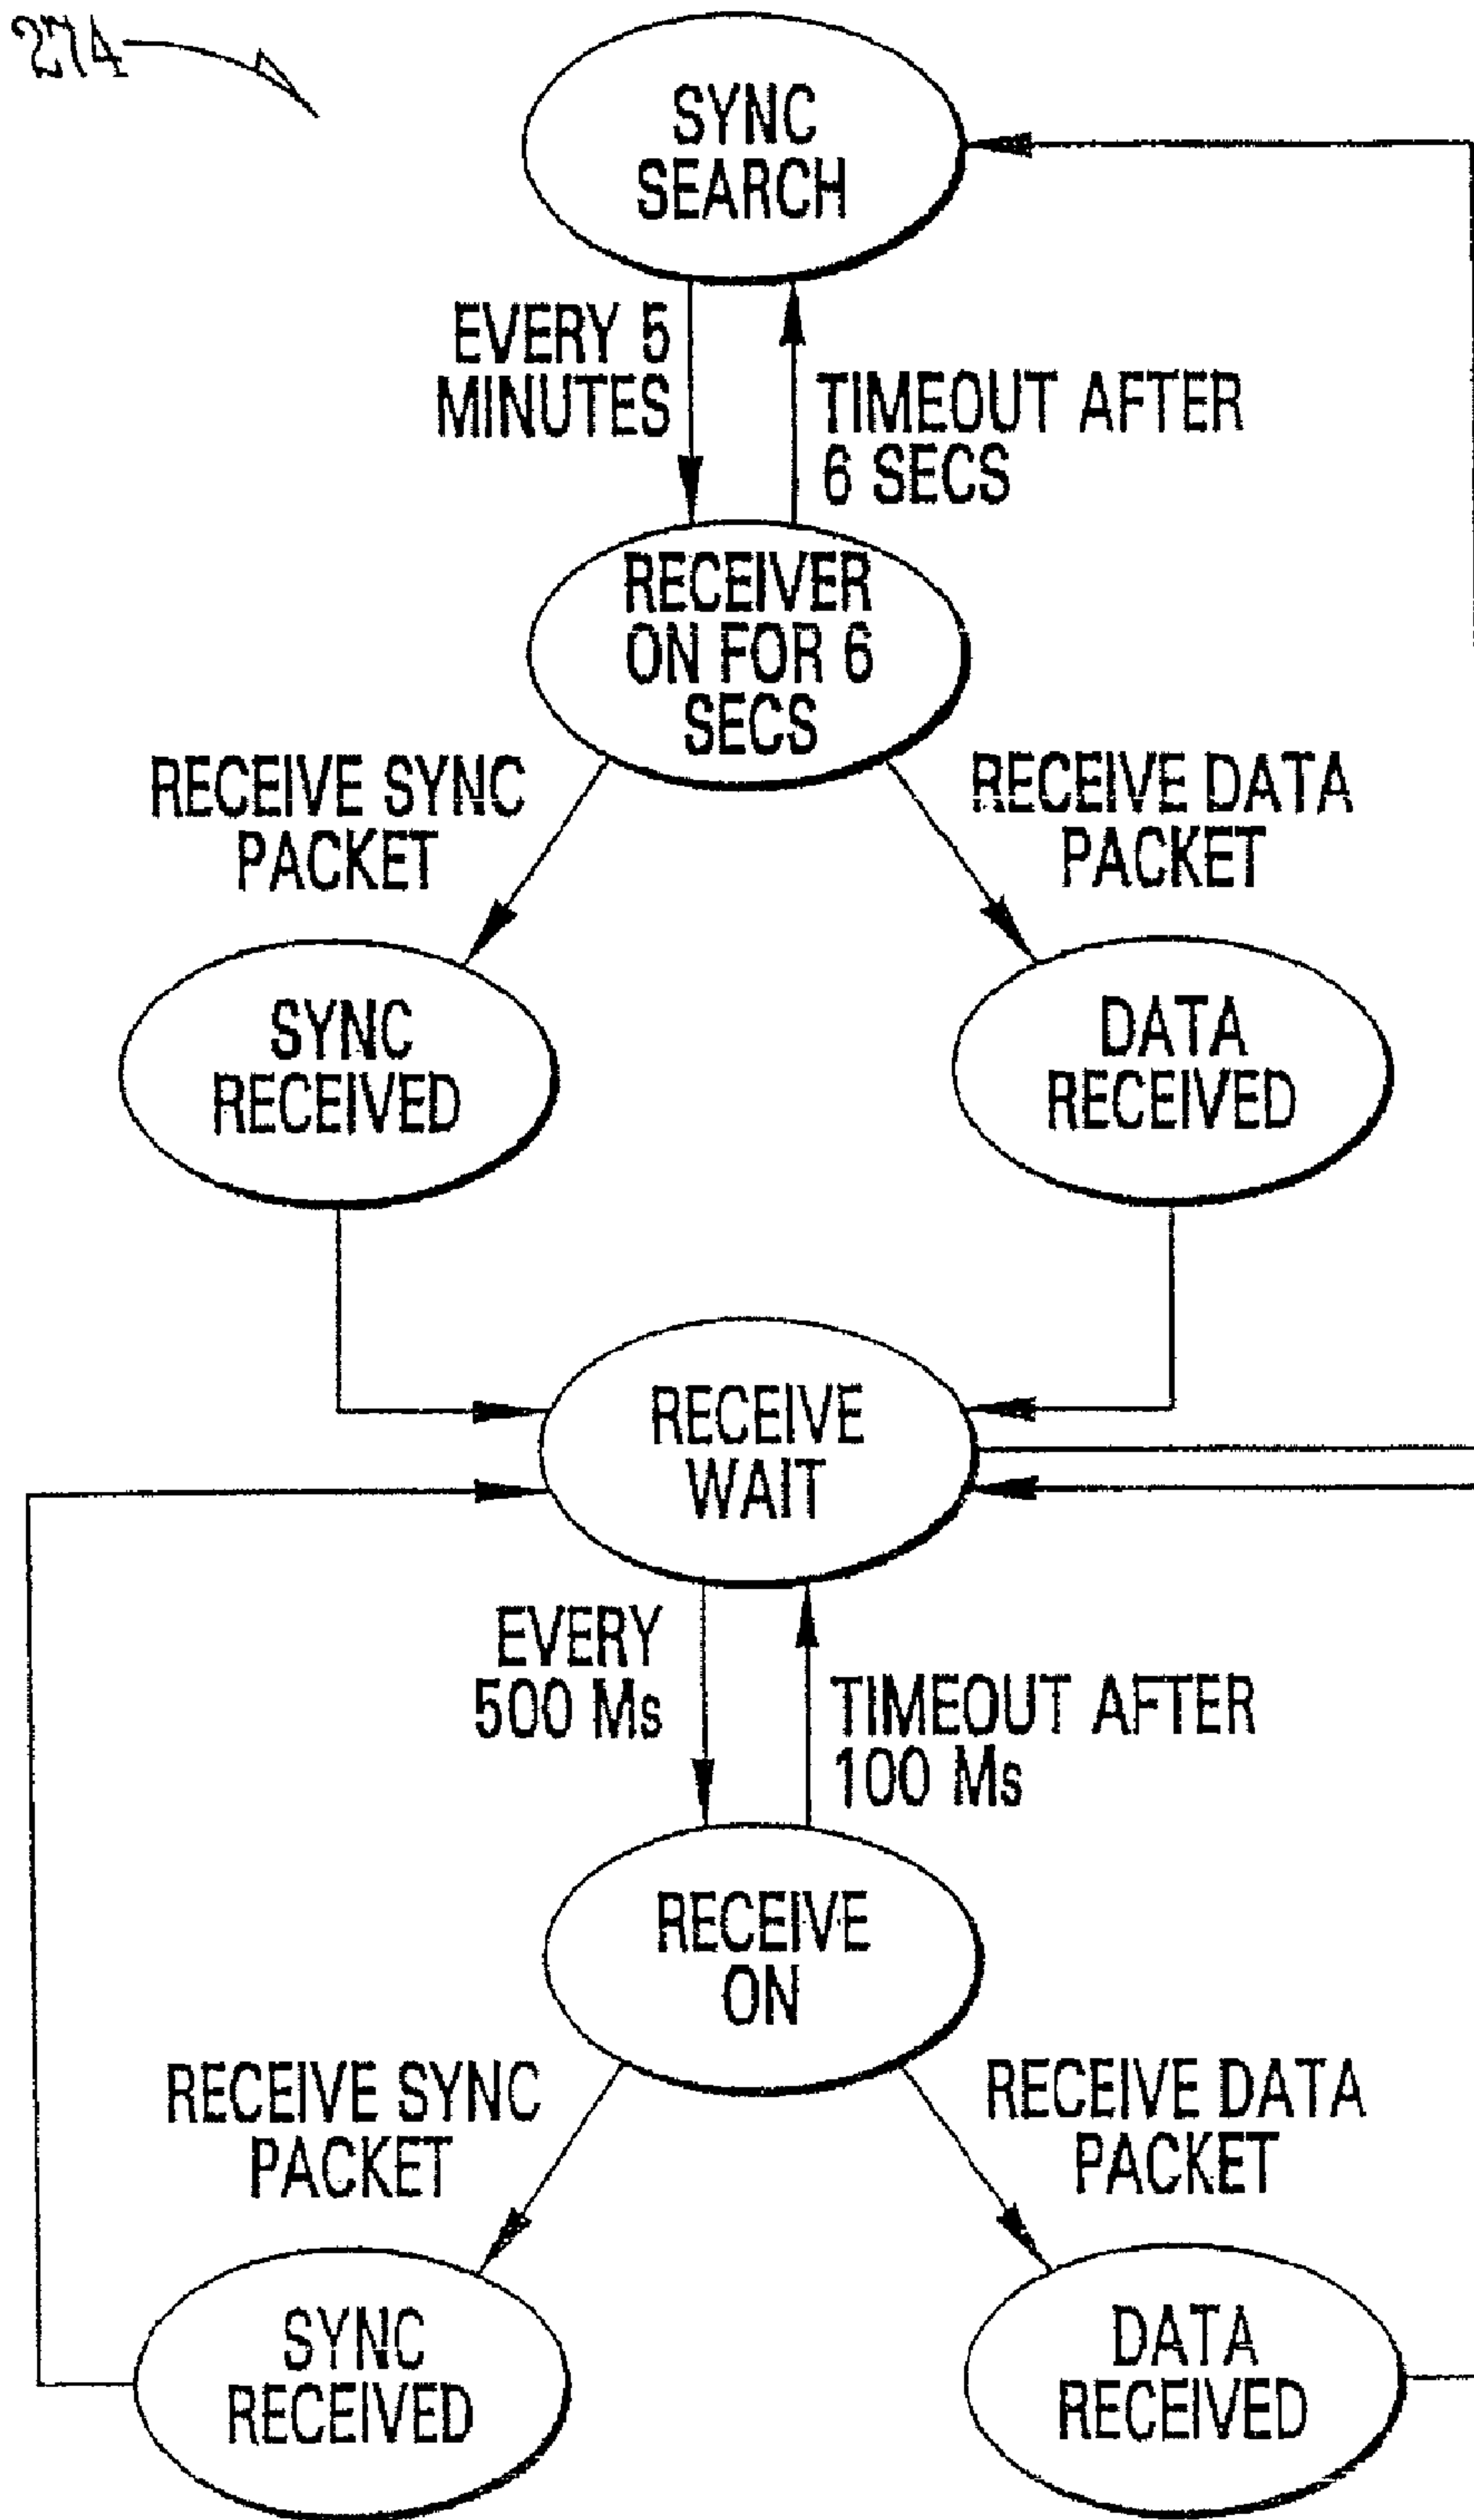 274
SYNC
SEARCH
EVERY 5
MINUTES
TIMEOUT AFTER
6 SECS
RECEIVER
ON FOR 6
SECS
RECEIVE SYNC
PACKET
RECEIVE DATA
PACKET
SYNC
RECEIVED
DATA
RECEIVED
RECEIVE
WAIT
EVERY
500 Ms
TIMEOUT AFTER
100 Ms
RECEIVE
ON
RECEIVE SYNC
PACKET
RECEIVE DATA
PACKET
SYNC
RECEIVED
DATA
RECEIVED